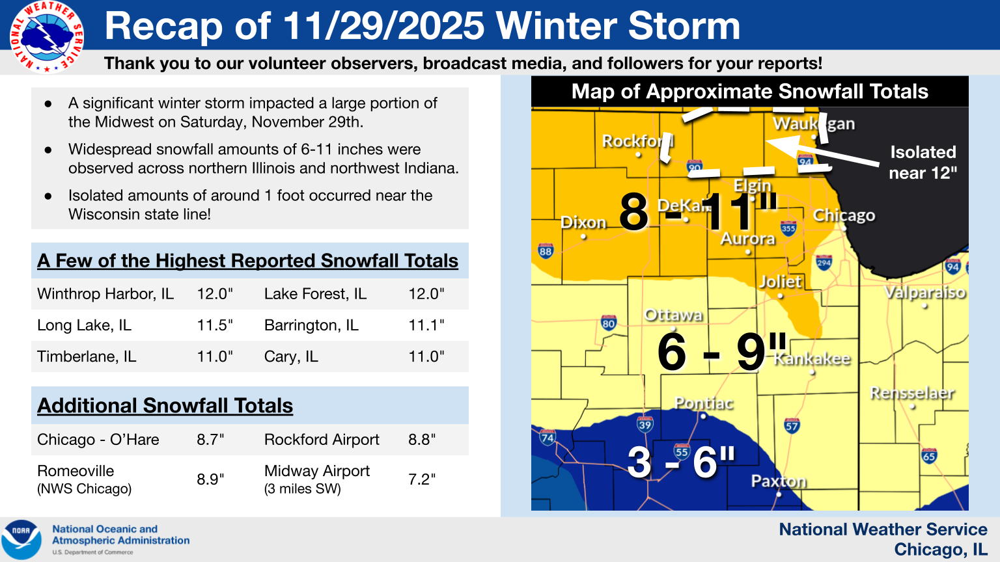 NATIONAL WEATHER SERVICE
Recap of 11/29/2025 Winter Storm
Thank you to our volunteer observers, broadcast media, and followers for your reports!
● A significant winter storm impacted a large portion of
the Midwest on Saturday, November 29th.
● Widespread snowfall amounts of 6-11 inches were
observed across northern Illinois and northwest Indiana.
● Isolated amounts of around 1 foot occurred near the
Wisconsin state line!
A Few of the Highest Reported Snowfall Totals
Winthrop Harbor, IL 12.0" Lake Forest, IL 12.0"
Long Lake, IL 11.5" Barrington, IL 11.1"
Timberlane, IL 11.0" Cary, IL 11.0"
Additional Snowfall Totals
Chicago - O’Hare 8.7" Rockford Airport 8.8"
Romeoville
(NWS Chicago)
8.9"
Midway Airport
(3 miles SW)
7.2"
Map of Approximate Snowfall Totals
Waukegan
Rockford
Isolated
near 12"
90
94
Elgin
8 - 11"
DeKalb
Dixon
Chicago
355
Aurora
88
294
94
Joliet
Valparaiso
Ottawa
80
6 - 9"
Kankakee
Rensselaer
Pontiac
39
57
74
55
65
3 - 6"
Paxton
NOAA
National Oceanic and
Atmospheric Administration
U.S. Department of Commerce
National Weather Service
Chicago, IL